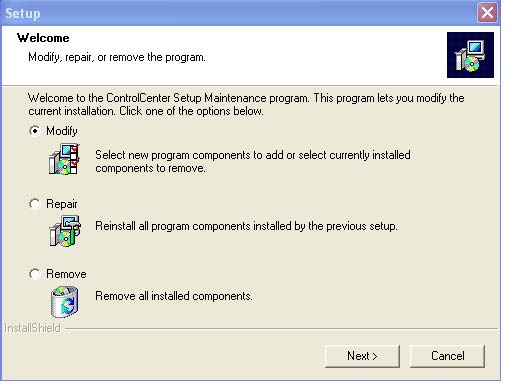 Setup
Welcome
Modify, repair, or remove the program.
Welcome to the ControlCenter Setup Maintenance program. This program lets you modify the
current installation. Click one of the options below.
Modify
Select new program components to add or select currently installed
components to remove.
Repair
Reinstall all program components installed by the previous setup.
Remove
Remove all installed components.
InstallShield
Next >
Cancel